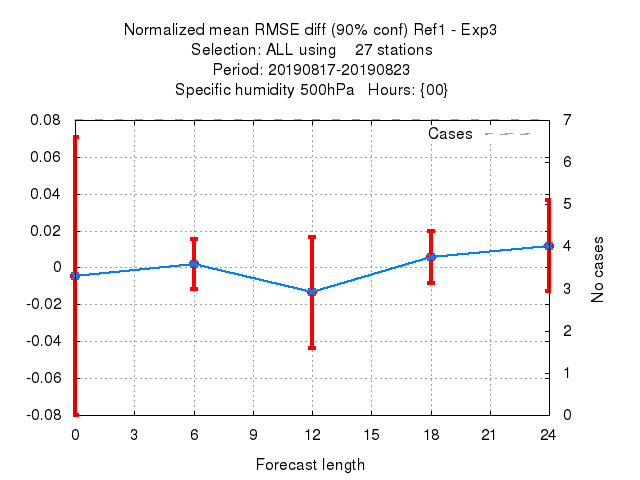 Normalized mean RMSE diff (90% conf) Ref1 - Exp3
Selection: ALL using    27 stations
Period: 20190817-20190823
Specific humidity 500hPa   Hours: {00}
Cases
0.08
0.06
0.04
0.02
0
-0.02
-0.04
-0.06
-0.08
7
6
5
4
3
2
1
0
No cases
0 3 6 9 12 15 18 21 24
Forecast length